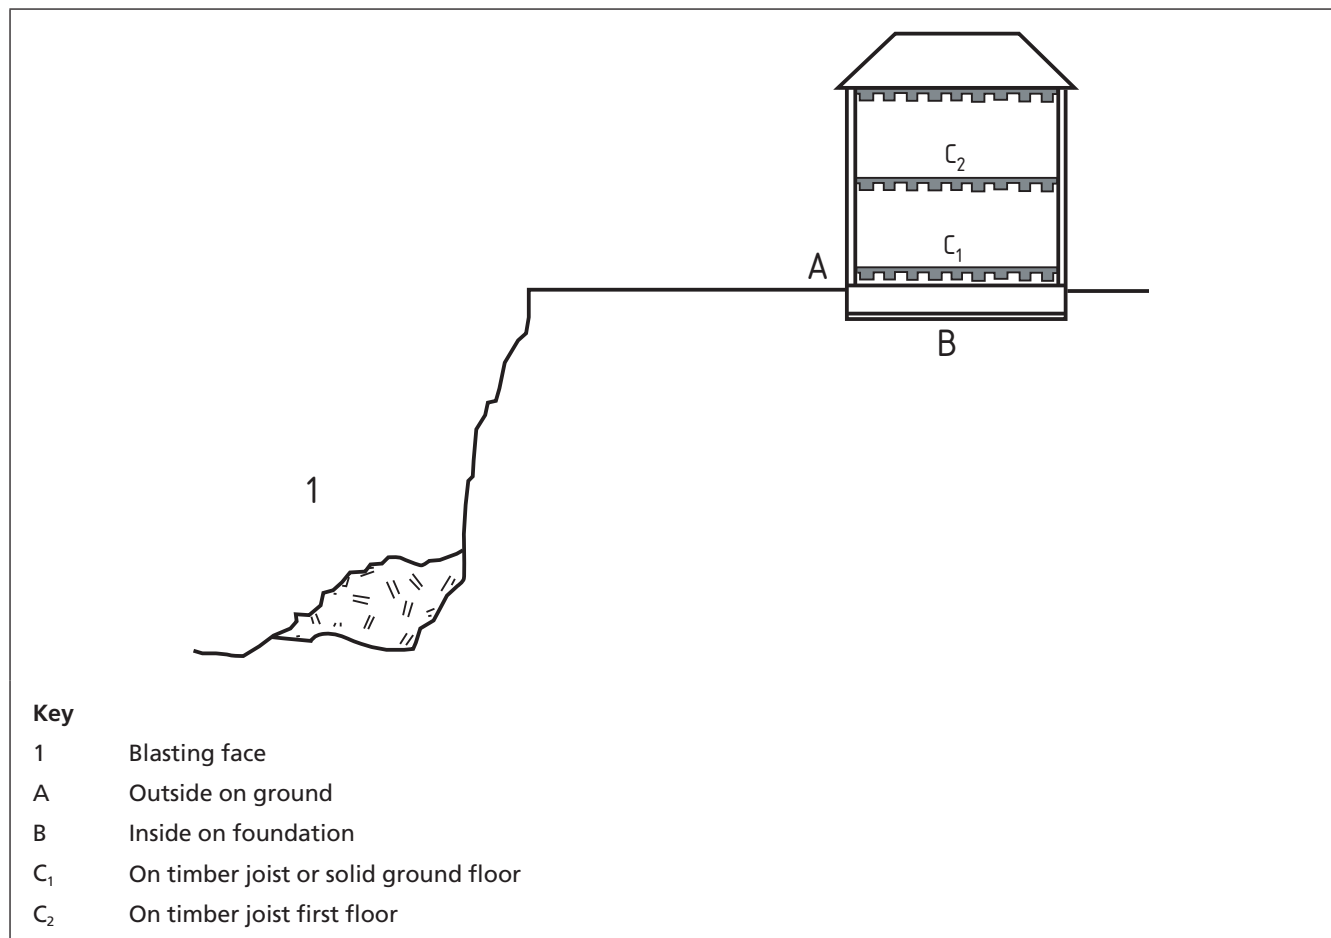 C₂
C₁
A
B
1
Key
1 Blasting face
A Outside on ground
B Inside on foundation
C₁ On timber joist or solid ground floor
C₂ On timber joist first floor